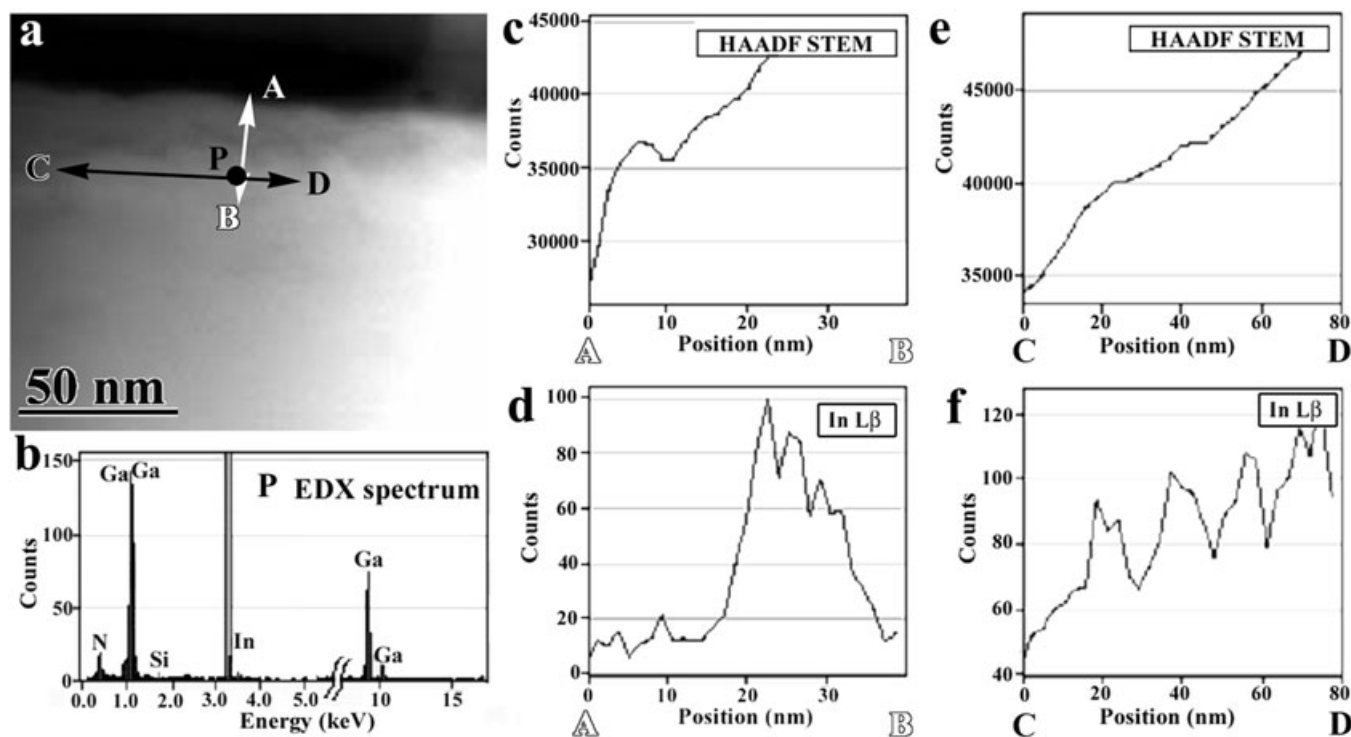 a
A
P
C
D
B
50 nm
b
150
100
50
0
Counts
Ga Ga
P EDX spectrum
N
Si
In
Ga
Ga
0.0 1.0 2.0 3.0 4.0 5.0 10 15
Energy (keV)
c
45000
40000
35000
30000
Counts
HAADF STEM
0 10 20 30
A Position (nm) B
d
100
80
60
40
20
0
Counts
In Lβ
0 10 20 30
A Position (nm) B
e
45000
40000
35000
Counts
HAADF STEM
0 20 40 60 80
C Position (nm) D
f
120
100
80
60
40
Counts
In Lβ
0 20 40 60 80
C Position (nm) D